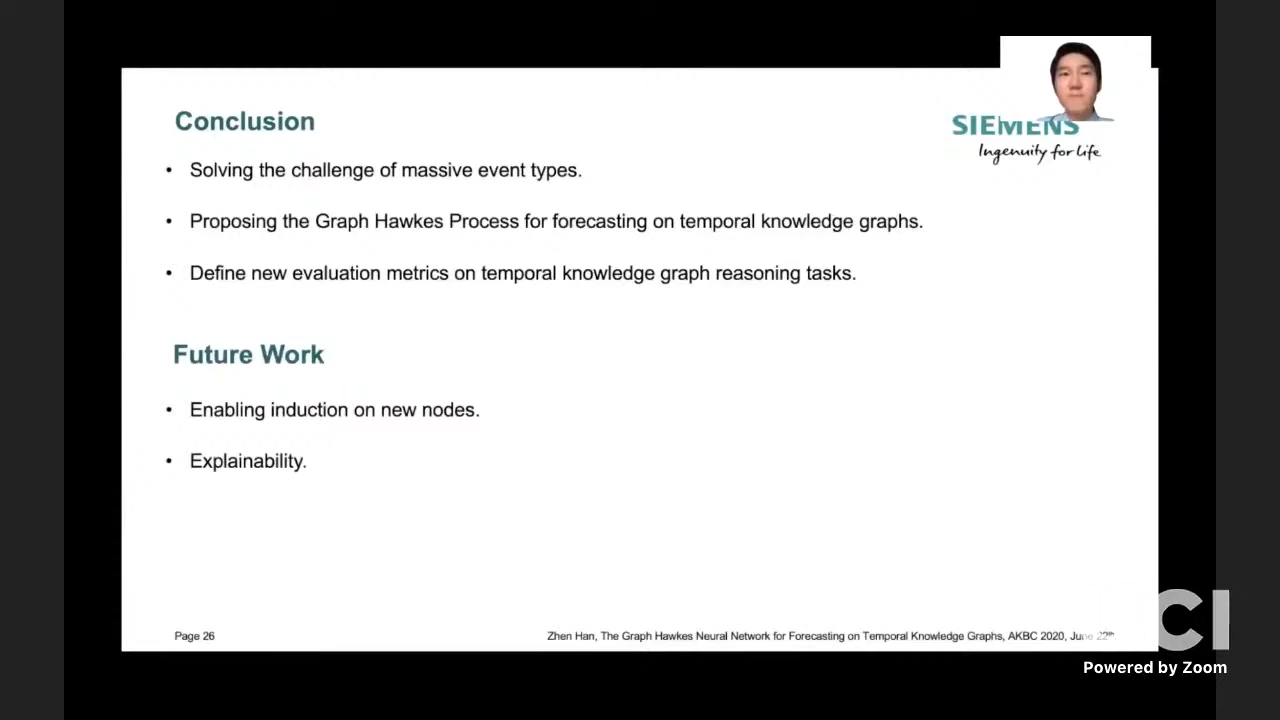 Conclusion
SIEMENS
Ingenuity for Life
• Solving the challenge of massive event types.
• Proposing the Graph Hawkes Process for forecasting on temporal knowledge graphs.
• Define new evaluation metrics on temporal knowledge graph reasoning tasks.
Future Work
• Enabling induction on new nodes.
• Explainability.
Page 26
Zhen Han, The Graph Hawkes Neural Network for Forecasting on Temporal Knowledge Graphs, AKBC 2020, June 22th
CI
Powered by Zoom